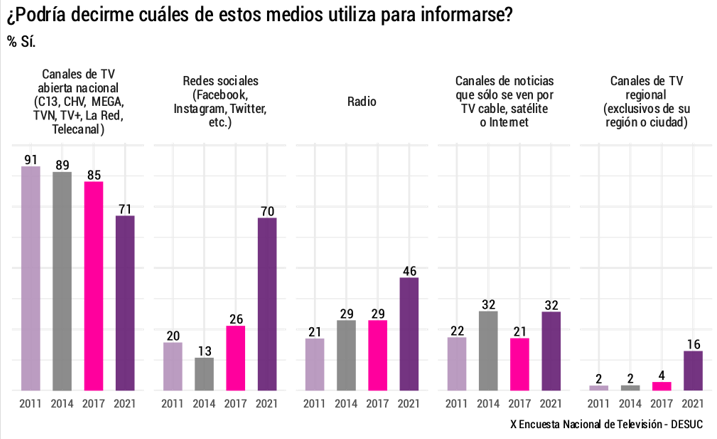 ¿Podría decirme cuáles de estos medios utiliza para informarse?
% Sí.
Canales de TV
abierta nacional
(C13, CHV, MEGA,
TVN, TV+, La Red,
Telecanal)
91
89
85
71
2011 2014 2017 2021
Redes sociales
(Facebook,
Instagram, Twitter,
etc.)
20
13
26
70
2011 2014 2017 2021
Radio
21
29
29
46
2011 2014 2017 2021
Canales de noticias
que sólo se ven por
TV cable, satélite
o Internet
22
32
21
32
2011 2014 2017 2021
Canales de TV
regional
(exclusivos de su
región o ciudad)
2
2
4
16
2011 2014 2017 2021
X Encuesta Nacional de Televisión - DESUC